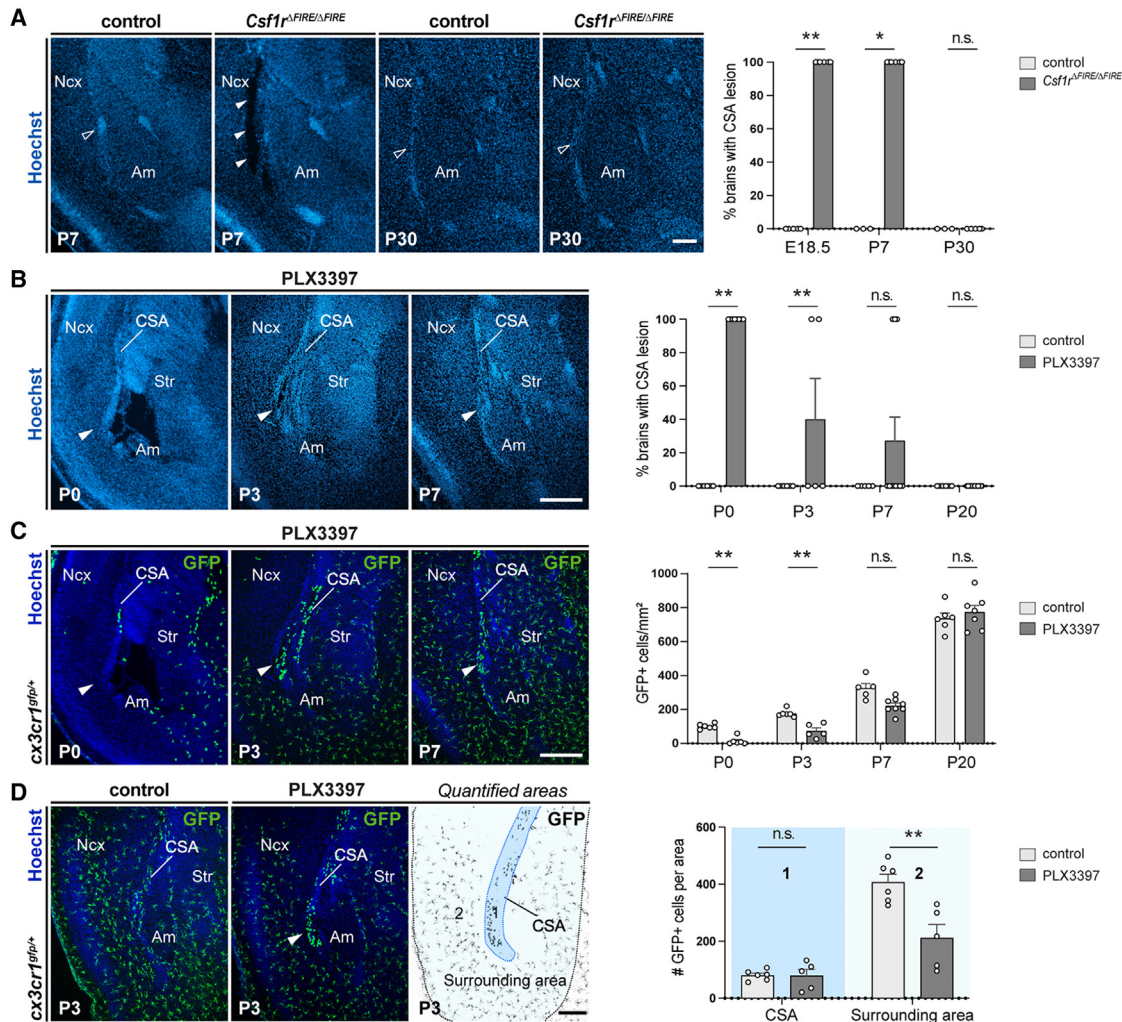 A
control
Csf1rΔFIRE/ΔFIRE
control
Csf1rΔFIRE/ΔFIRE
Hoechst
Ncx
Am
P7
Ncx
Am
P7
Ncx
Am
P30
Ncx
Am
P30
% brains with CSA lesion
100
80
60
40
20
0
**
*
n.s.
E18.5
P7
P30
control
Csf1rΔFIRE/ΔFIRE
B
PLX3397
Hoechst
Ncx
CSA
Str
Am
P0
Ncx
CSA
Str
Am
P3
Ncx
CSA
Str
Am
P7
% brains with CSA lesion
100
80
60
40
20
0
**
**
n.s.
n.s.
P0
P3
P7
P20
control
PLX3397
C
PLX3397
Hoechst
cx3cr1gfp/+
GFP
Ncx
CSA
Str
Am
P0
GFP
Ncx
CSA
Str
Am
P3
GFP
Ncx
CSA
Str
Am
P7
GFP+ cells/mm²
1000
800
600
400
200
0
**
**
n.s.
n.s.
P0
P3
P7
P20
control
PLX3397
D
control
PLX3397
Quantified areas
Hoechst
cx3cr1gfp/+
GFP
Ncx
CSA
Str
Am
P3
GFP
Ncx
CSA
Str
Am
P3
GFP
2
1
CSA
Surrounding area
P3
# GFP+ cells per area
600
400
200
0
n.s.
**
1
2
CSA
Surrounding area
control
PLX3397